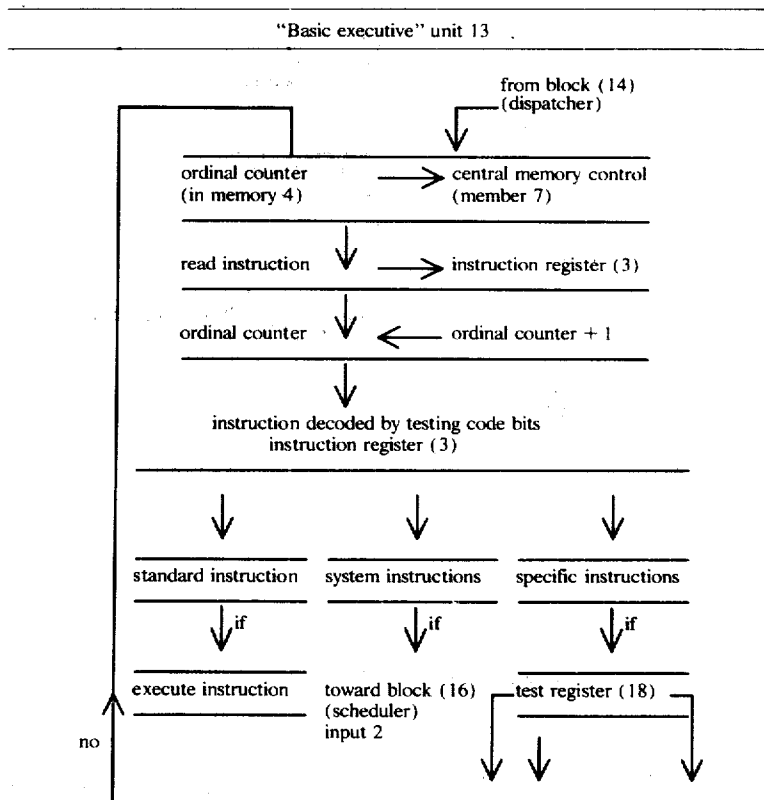 "Basic executive" unit 13
from block (14)
(dispatcher)
ordinal counter central memory control
(in memory 4) (member 7)
read instruction instruction register (3)
ordinal counter ordinal counter + 1
instruction decoded by testing code bits
instruction register (3)
standard instruction system instructions specific instructions
if if if
execute instruction toward block (16) test register (18)
(scheduler)
input 2
no